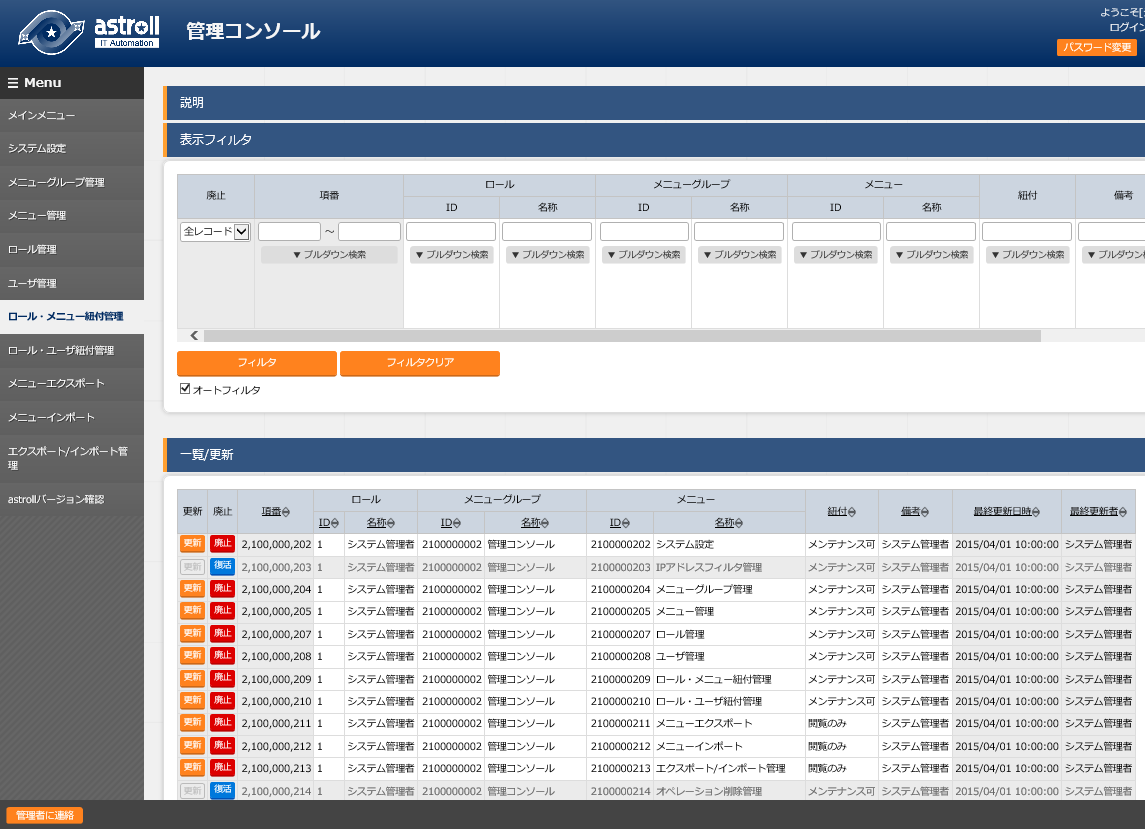 astroll
IT Automation
管理コンソール
ようこそ[
ログイン
パスワード変更
Menu
メインメニュー
システム設定
メニューグループ管理
メニュー管理
ロール管理
ユーザ管理
ロール・メニュー紐付管理
ロール・ユーザ紐付管理
メニューエクスポート
メニューインポート
エクスポート/インポート管
理
astrollバージョン確認
説明
表示フィルタ
廃止 項番 ロール メニューグループ メニュー 紐付 備考
ID 名称 ID 名称 ID 名称
全レコード ～
▼プルダウン検索 ▼プルダウン検索 ▼プルダウン検索 ▼プルダウン検索 ▼プルダウン検索 ▼プルダウン検索 ▼プルダウン検索 ▼プルダウン検索 ▼プルダウン
フィルタ フィルタクリア
オートフィルタ
一覧/更新
更新 廃止 項番 ロール メニューグループ メニュー 紐付 備考 最終更新日時 最終更新者
ID 名称 ID 名称 ID 名称
更新 廃止 2,100,000,202 1 システム管理者 2100000002 管理コンソール 2100000202 システム設定 メンテナンス可 システム管理者 2015/04/01 10:00:00 システム管理者
更新 復活 2,100,000,203 1 システム管理者 2100000002 管理コンソール 2100000203 IPアドレスフィルタ管理 メンテナンス可 システム管理者 2015/04/01 10:00:00 システム管理者
更新 廃止 2,100,000,204 1 システム管理者 2100000002 管理コンソール 2100000204 メニューグループ管理 メンテナンス可 システム管理者 2015/04/01 10:00:00 システム管理者
更新 廃止 2,100,000,205 1 システム管理者 2100000002 管理コンソール 2100000205 メニュー管理 メンテナンス可 システム管理者 2015/04/01 10:00:00 システム管理者
更新 廃止 2,100,000,207 1 システム管理者 2100000002 管理コンソール 2100000207 ロール管理 メンテナンス可 システム管理者 2015/04/01 10:00:00 システム管理者
更新 廃止 2,100,000,208 1 システム管理者 2100000002 管理コンソール 2100000208 ユーザ管理 メンテナンス可 システム管理者 2015/04/01 10:00:00 システム管理者
更新 廃止 2,100,000,209 1 システム管理者 2100000002 管理コンソール 2100000209 ロール・メニュー紐付管理 メンテナンス可 システム管理者 2015/04/01 10:00:00 システム管理者
更新 廃止 2,100,000,210 1 システム管理者 2100000002 管理コンソール 2100000210 ロール・ユーザ紐付管理 メンテナンス可 システム管理者 2015/04/01 10:00:00 システム管理者
更新 廃止 2,100,000,211 1 システム管理者 2100000002 管理コンソール 2100000211 メニューエクスポート 閲覧のみ システム管理者 2015/04/01 10:00:00 システム管理者
更新 廃止 2,100,000,212 1 システム管理者 2100000002 管理コンソール 2100000212 メニューインポート 閲覧のみ システム管理者 2015/04/01 10:00:00 システム管理者
更新 廃止 2,100,000,213 1 システム管理者 2100000002 管理コンソール 2100000213 エクスポート/インポート管理 閲覧のみ システム管理者 2015/04/01 10:00:00 システム管理者
更新 復活 2,100,000,214 1 システム管理者 2100000002 管理コンソール 2100000214 オペレーション削除管理 メンテナンス可 システム管理者 2015/04/01 10:00:00 システム管理者
管理者に連絡